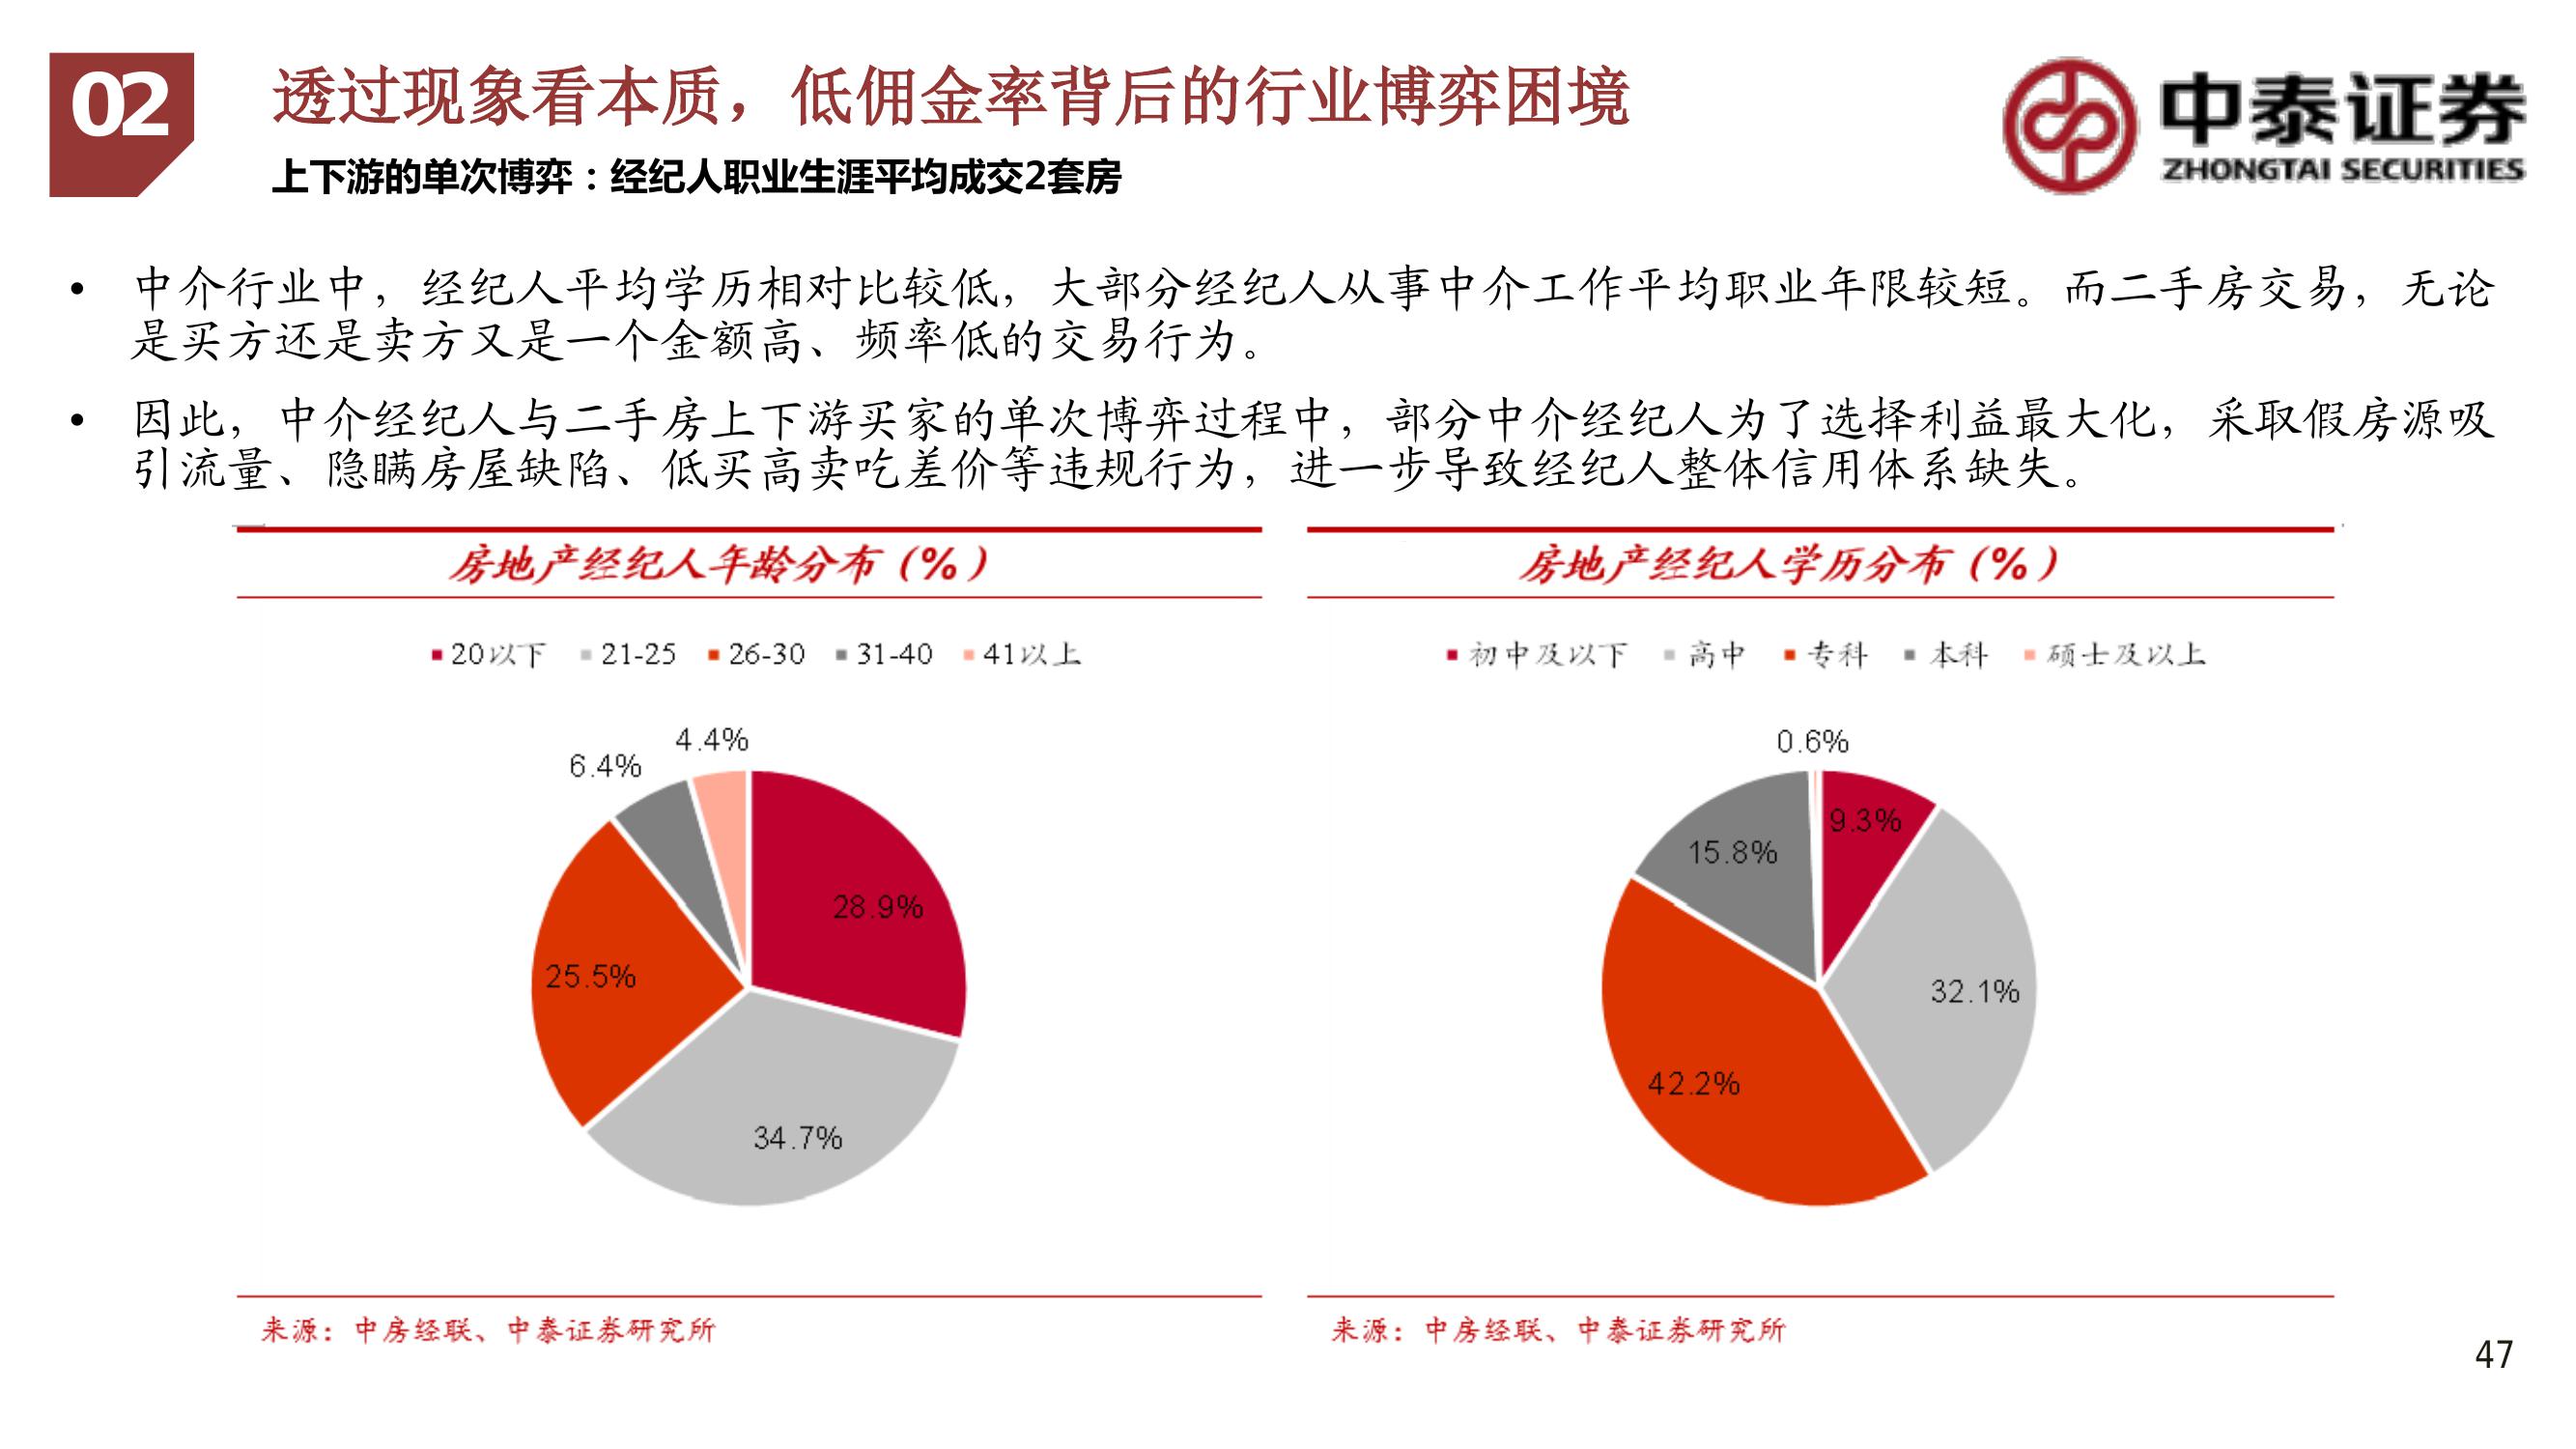 02
透过现象看本质，低佣金率背后的行业博弈困境
中泰证券
ZHONGTAI SECURITIES
上下游的单次博弈：经纪人职业生涯平均成交2套房
• 中介行业中，经纪人平均学历相对比较低，大部分经纪人从事中介工作平均职业年限较短。而二手房交易，无论
是买方还是卖方又是一个金额高、频率低的交易行为。
• 因此，中介经纪人与二手房上下游买家的单次博弈过程中，部分中介经纪人为了选择利益最大化，采取假房源吸
引流量、隐瞒房屋缺陷、低买高卖吃差价等违规行为，进一步导致经纪人整体信用体系缺失。
房地产经纪人年龄分布（%）
20以下 21-25 26-30 31-40 41以上
4.4%
6.4%
28.9%
25.5%
34.7%
来源：中房经联、中泰证券研究所
房地产经纪人学历分布（%）
初中及以下 高中 专科 本科 硕士及以上
0.6%
9.3%
15.8%
32.1%
42.2%
来源：中房经联、中泰证券研究所
47